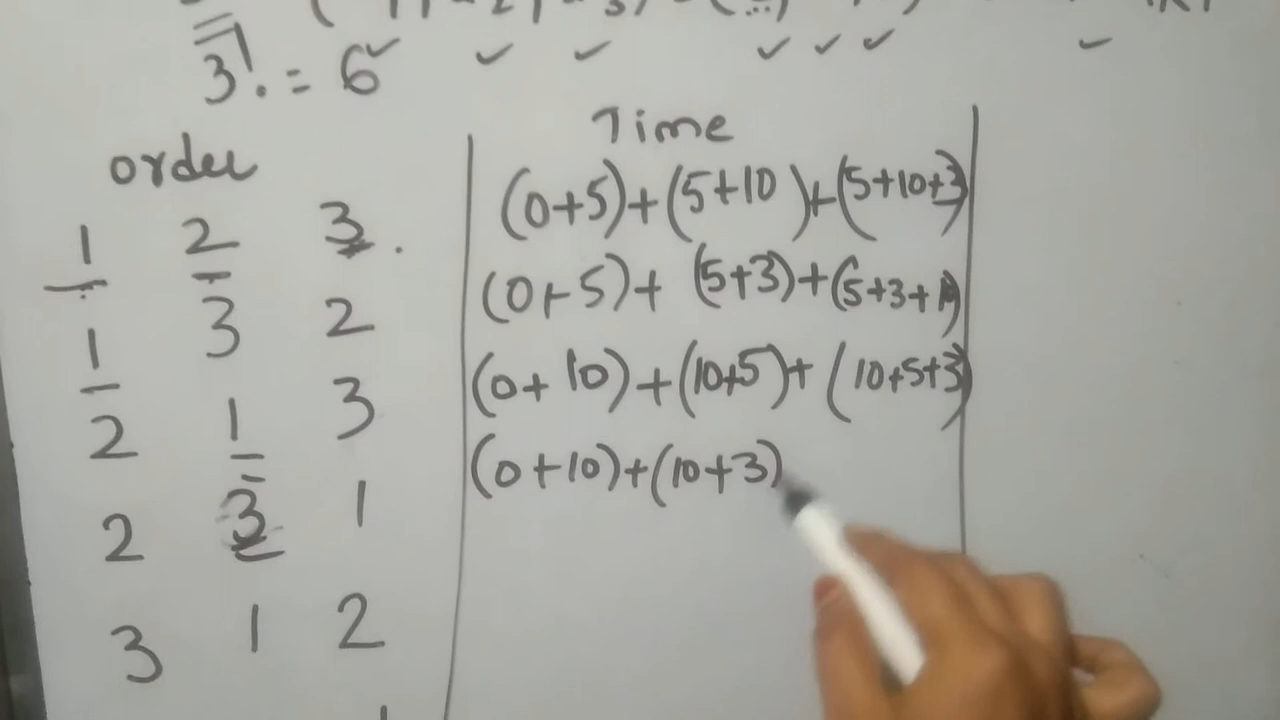 3! = 6
order Time
1 2 3. (0+5)+(5+10)+(5+10+3)
1 3 2 (0+5)+(5+3)+(5+3+
2 1 3 (0+10)+(10+5)+(10+5+3)
2 3 1 (0+10)+(10+3)
3 1 2